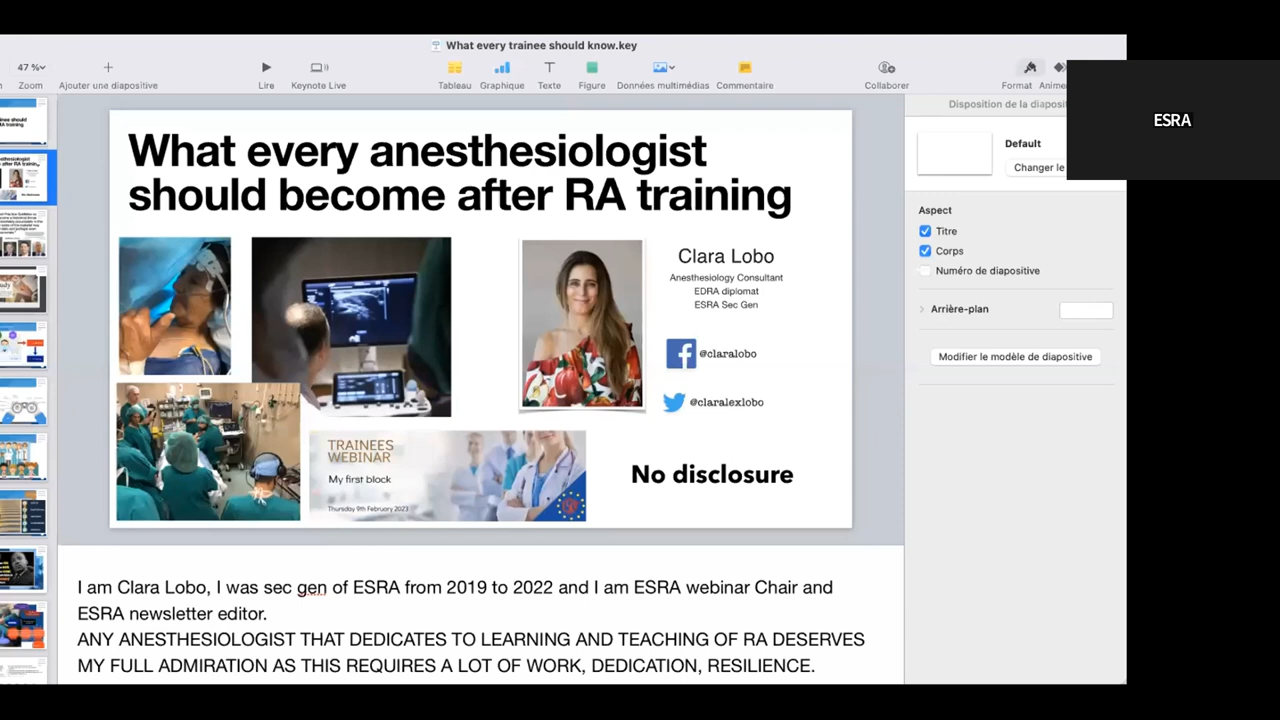 What every trainee should know.key
47 %
Zoom
Ajouter une diapositive
Lire
Keynote Live
Tableau
Graphique
Texte
Figure
Données multimédias
Commentaire
Collaborer
Format
ESRA
What every anesthesiologist
should become after RA training
Clara Lobo
Anesthesiology Consultant
EDRA diplomat
ESRA Sec Gen
@claralobo
@claralexlobo
TRAINEES
WEBINAR
My first block
Thursday 9th February 2023
No disclosure
Disposition de la
Default
Changer le
Aspect
Titre
Corps
Numéro de diapositive
Arrière-plan
Modifier le modèle de diapositive
I am Clara Lobo, I was sec gen of ESRA from 2019 to 2022 and I am ESRA webinar Chair and
ESRA newsletter editor.
ANY ANESTHESIOLOGIST THAT DEDICATES TO LEARNING AND TEACHING OF RA DESERVES
MY FULL ADMIRATION AS THIS REQUIRES A LOT OF WORK, DEDICATION, RESILIENCE.